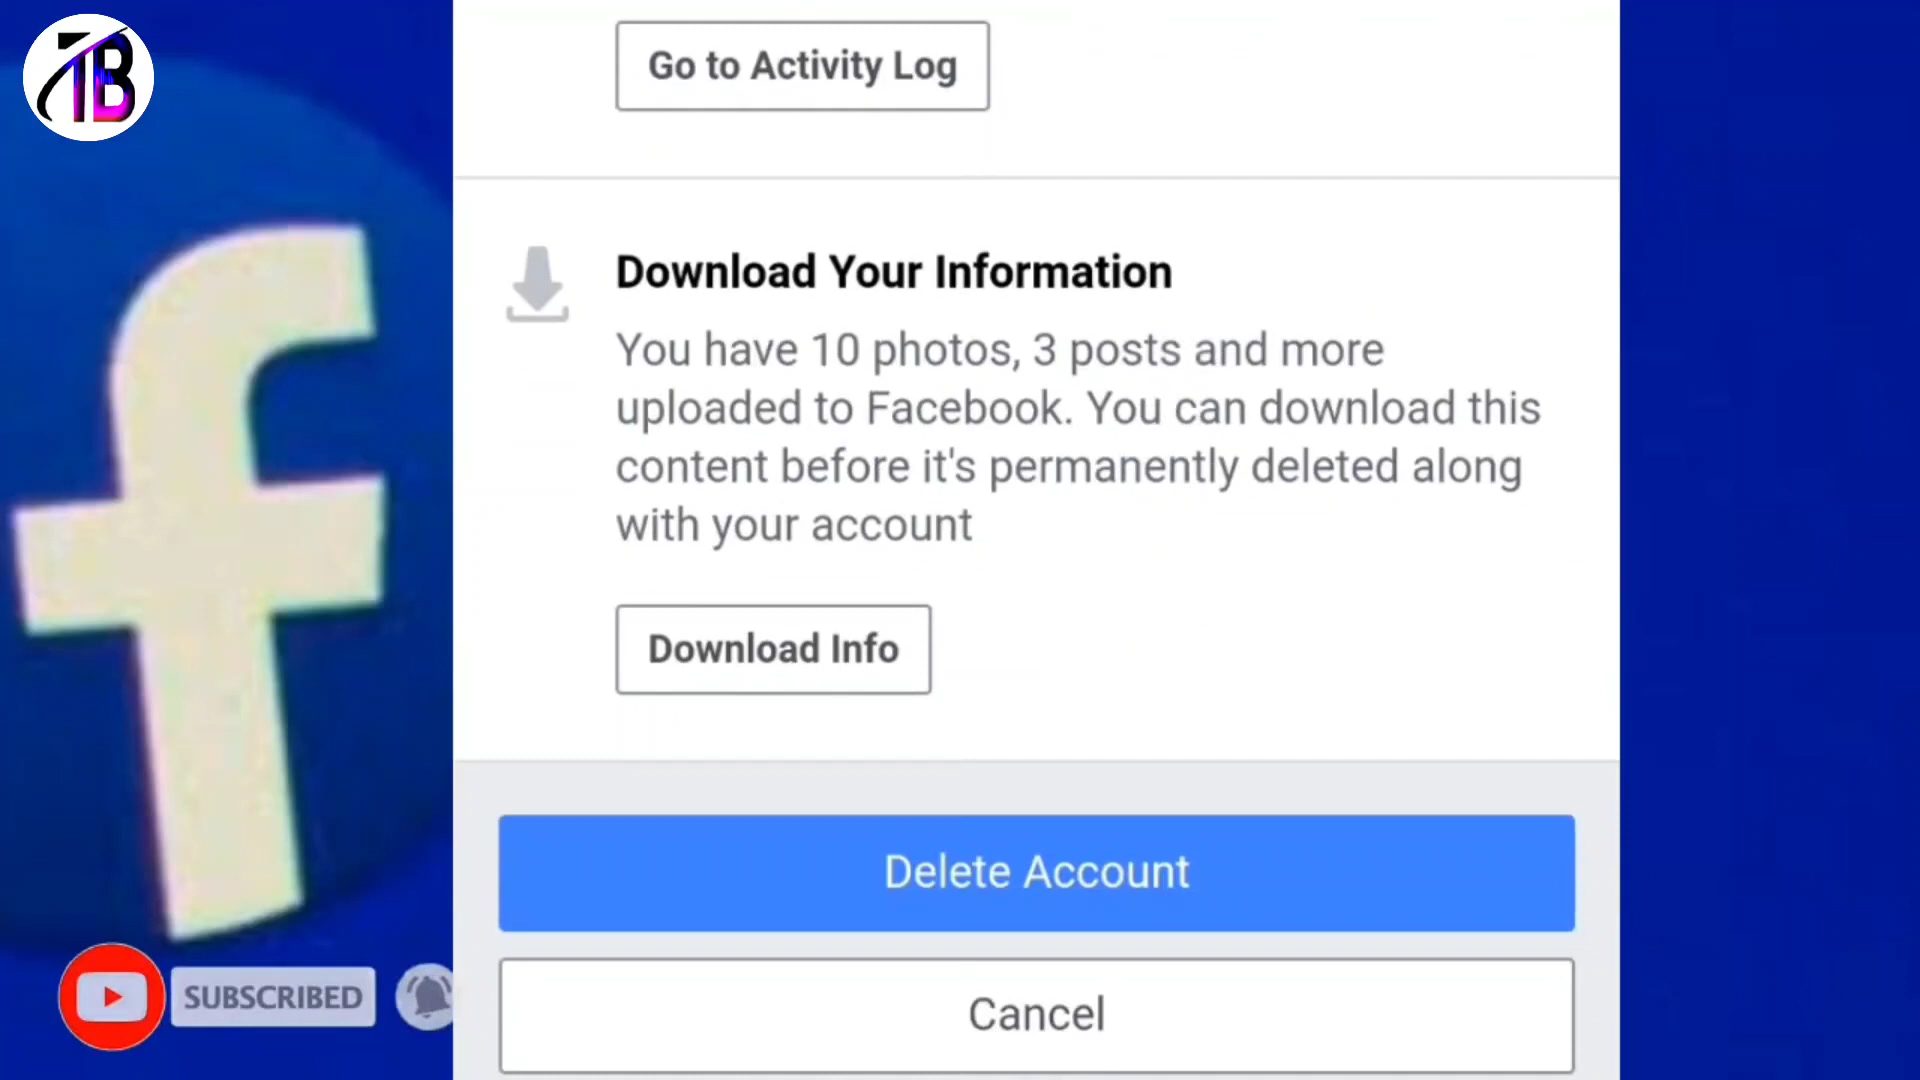 TB
Go to Activity Log
Download Your Information
You have 10 photos, 3 posts and more
uploaded to Facebook. You can download this
content before it's permanently deleted along
with your account
Download Info
Delete Account
Cancel
f
SUBSCRIBED